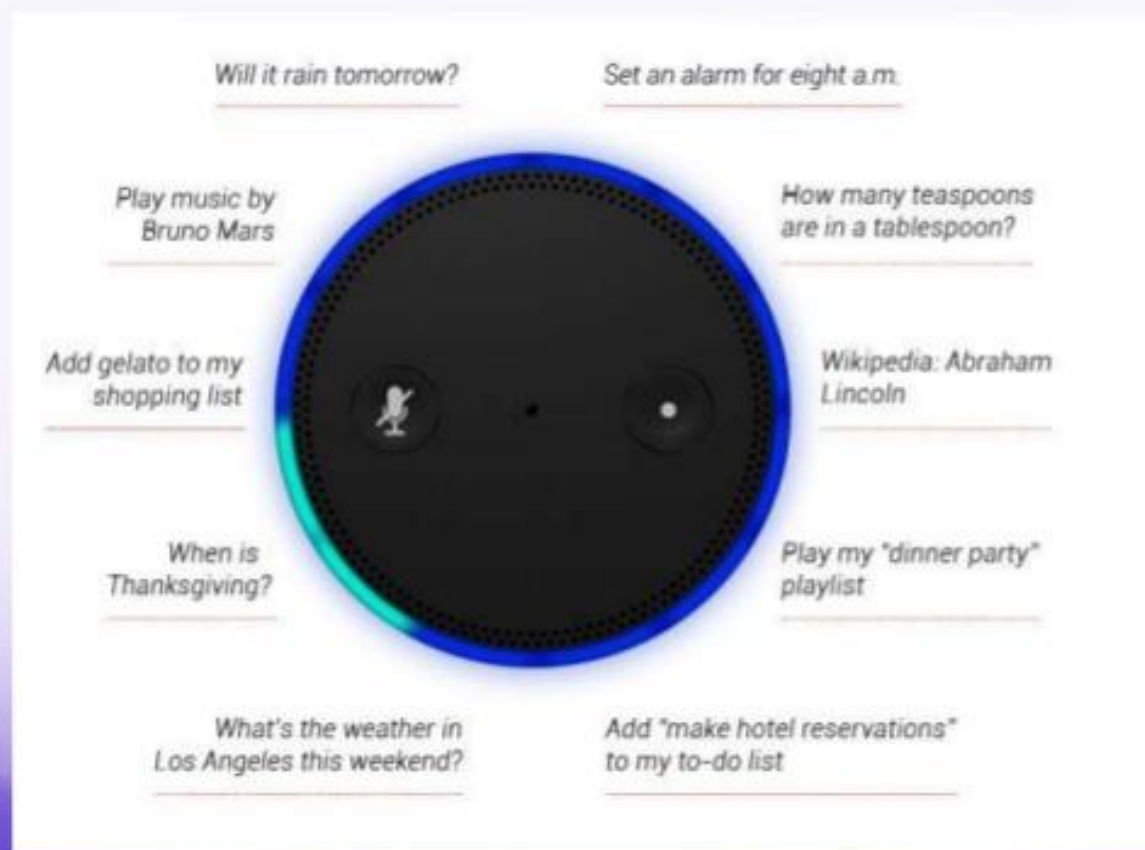 Will it rain tomorrow?
Set an alarm for eight a.m.
Play music by
Bruno Mars
How many teaspoons
are in a tablespoon?
Add gelato to my
shopping list
Wikipedia: Abraham
Lincoln
When is
Thanksgiving?
Play my "dinner party"
playlist
What's the weather in
Los Angeles this weekend?
Add "make hotel reservations"
to my to-do list